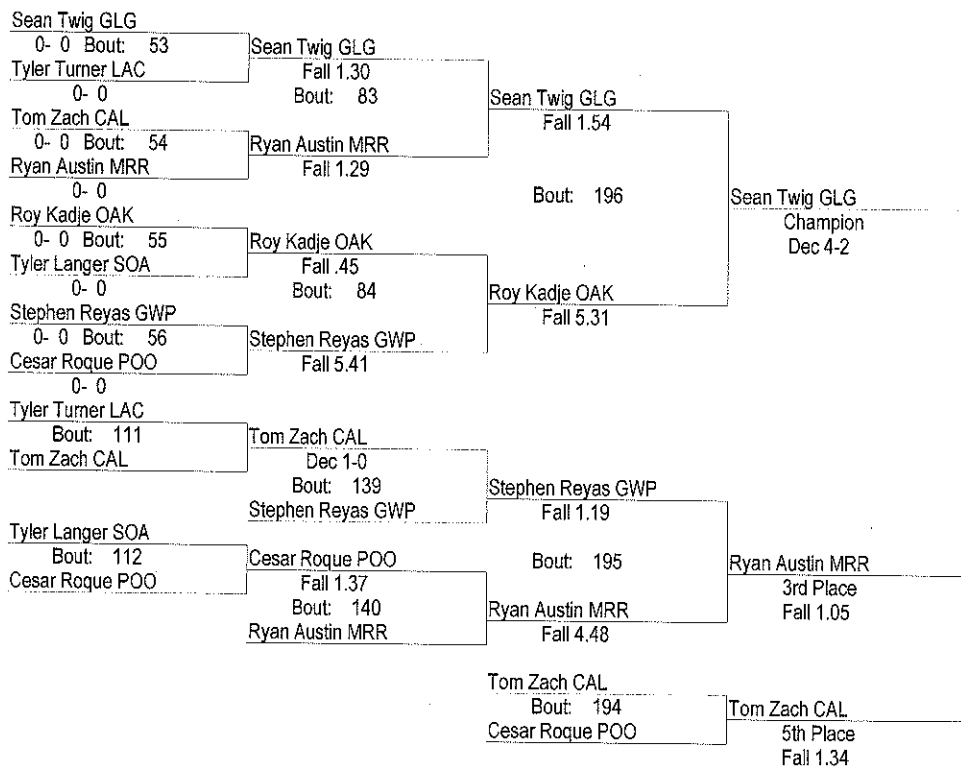 Sean Twig GLG
0- 0 Bout: 53
Tyler Turner LAC
0- 0
Tom Zach CAL
0- 0 Bout: 54
Ryan Austin MRR
0- 0
Roy Kadje OAK
0- 0 Bout: 55
Tyler Langer SOA
0- 0
Stephen Reyas GWP
0- 0 Bout: 56
Cesar Roque POO
0- 0
Sean Twig GLG
Fall 1.30
Bout: 83
Ryan Austin MRR
Fall 1.29
Roy Kadje OAK
Fall .45
Bout: 84
Stephen Reyas GWP
Fall 5.41
Sean Twig GLG
Fall 1.54
Bout: 196
Roy Kadje OAK
Fall 5.31
Sean Twig GLG
Champion
Dec 4-2
Tyler Turner LAC
Bout: 111
Tom Zach CAL
Tyler Langer SOA
Bout: 112
Cesar Roque POO
Tom Zach CAL
Dec 1-0
Bout: 139
Stephen Reyas GWP
Cesar Roque POO
Fall 1.37
Bout: 140
Ryan Austin MRR
Stephen Reyas GWP
Fall 1.19
Bout: 195
Ryan Austin MRR
Fall 4.48
Ryan Austin MRR
3rd Place
Fall 1.05
Tom Zach CAL
Bout: 194
Cesar Roque POO
Tom Zach CAL
5th Place
Fall 1.34